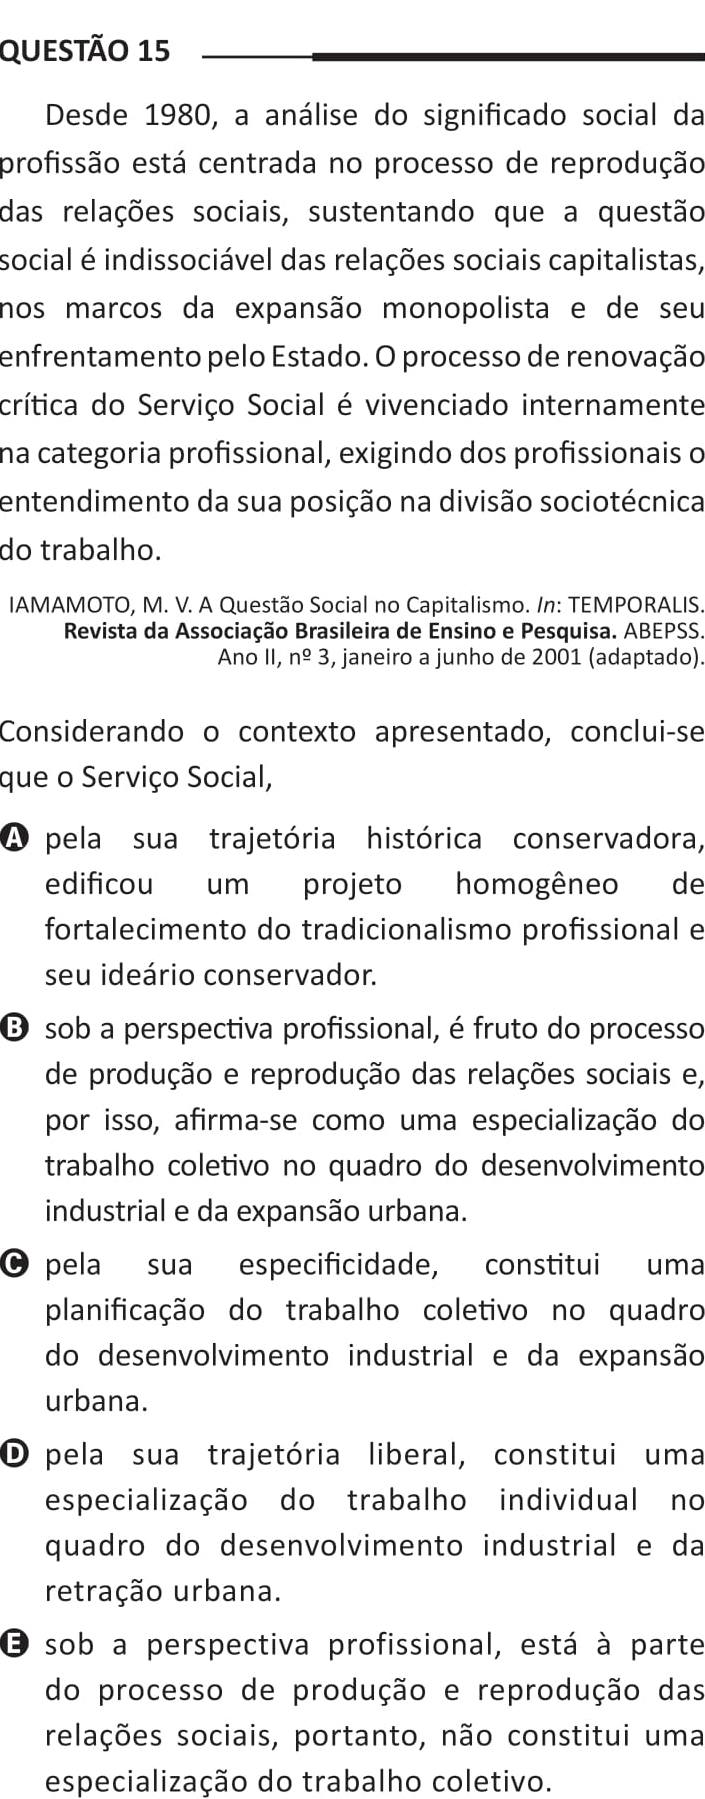 QUESTÃO 15
Desde 1980, a análise do significado social da
profissão está centrada no processo de reprodução
das relações sociais, sustentando que a questão
social é indissociável das relações sociais capitalistas,
nos marcos da expansão monopolista e de seu
enfrentamento pelo Estado. O processo de renovação
crítica do Serviço Social é vivenciado internamente
na categoria profissional, exigindo dos profissionais o
entendimento da sua posição na divisão sociotécnica
do trabalho.
IAMAMOTO, M. V. A Questão Social no Capitalismo. In: TEMPORALIS.
Revista da Associação Brasileira de Ensino e Pesquisa. ABEPSS.
Ano II, nº 3, janeiro a junho de 2001 (adaptado).
Considerando o contexto apresentado, conclui-se
que o Serviço Social,
A pela sua trajetória histórica conservadora,
edificou um projeto homogêneo de
fortalecimento do tradicionalismo profissional e
seu ideário conservador.
B sob a perspectiva profissional, é fruto do processo
de produção e reprodução das relações sociais e,
por isso, afirma-se como uma especialização do
trabalho coletivo no quadro do desenvolvimento
industrial e da expansão urbana.
C pela sua especificidade, constitui uma
planificação do trabalho coletivo no quadro
do desenvolvimento industrial e da expansão
urbana.
D pela sua trajetória liberal, constitui uma
especialização do trabalho individual no
quadro do desenvolvimento industrial e da
retração urbana.
E sob a perspectiva profissional, está à parte
do processo de produção e reprodução das
relações sociais, portanto, não constitui uma
especialização do trabalho coletivo.